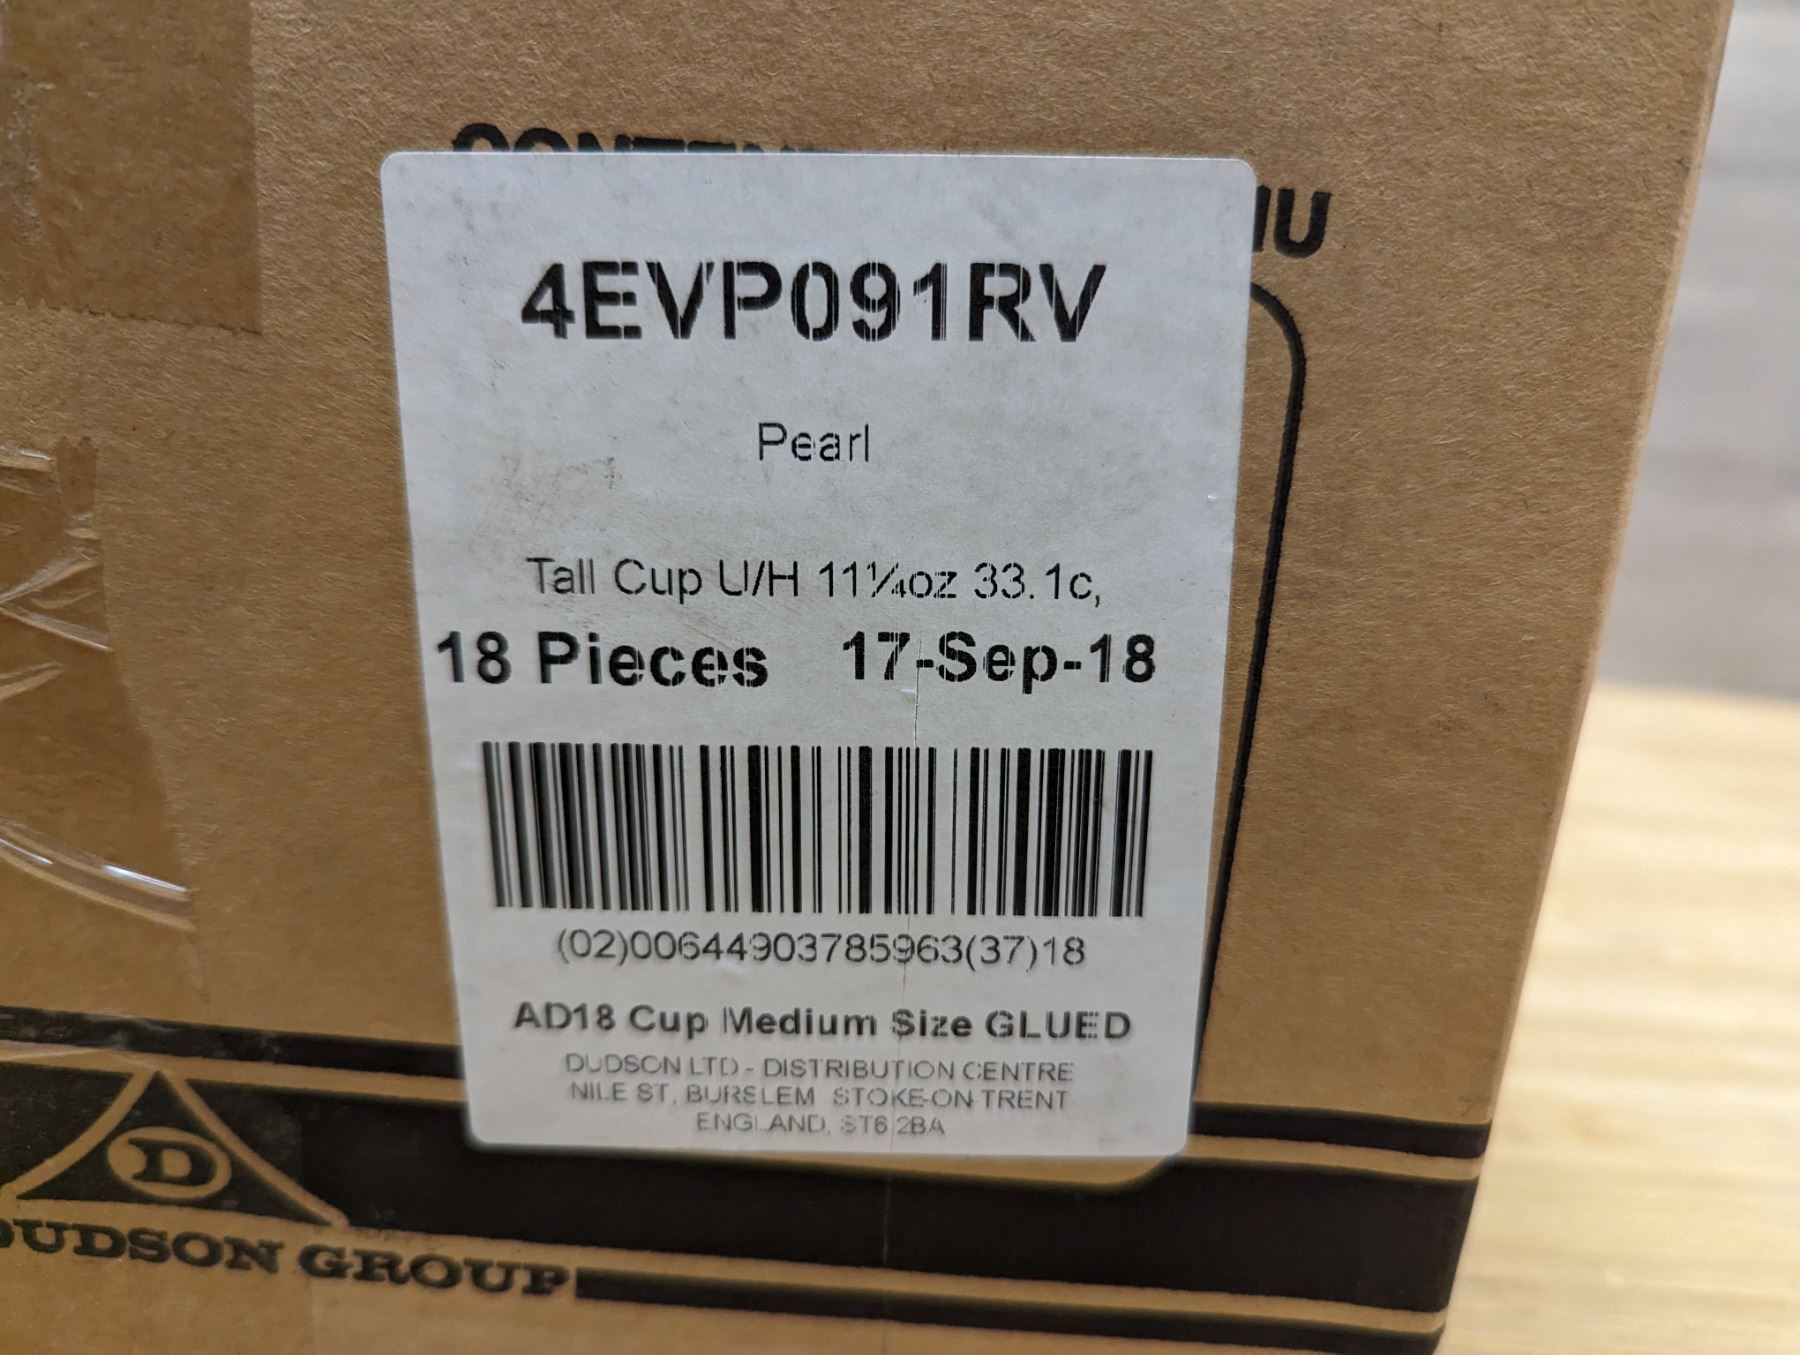 4EVP091RV
Pearl
Tall Cup U/H 11¼oz 33.1c,
18 Pieces 17-Sep-18
(02)00644903785963(37)18
AD18 Cup Medium Size GLUED
DUDSON LTD - DISTRIBUTION CENTRE
NILE ST, BURSLEM STOKE-ON-TRENT
ENGLAND, ST6 2BA
D
DUDSON GROUP